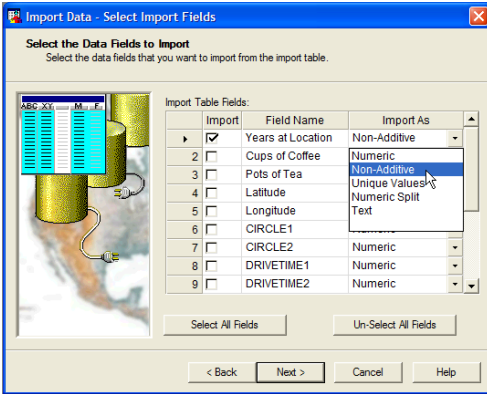 Import Data - Select Import Fields
Select the Data Fields to Import
Select the data fields that you want to import from the import table.
ABC XY M F
Import Table Fields:
Import Field Name Import As
Years at Location Non-Additive
2 Cups of Coffee Numeric
3 Pots of Tea Non-Additive
Unique Values
4 Latitude Numeric Split
5 Longitude Text
6 CIRCLE1
7 CIRCLE2 Numeric
8 DRIVETIME1 Numeric
9 DRIVETIME2 Numeric
Select All Fields Un-Select All Fields
< Back Next > Cancel Help